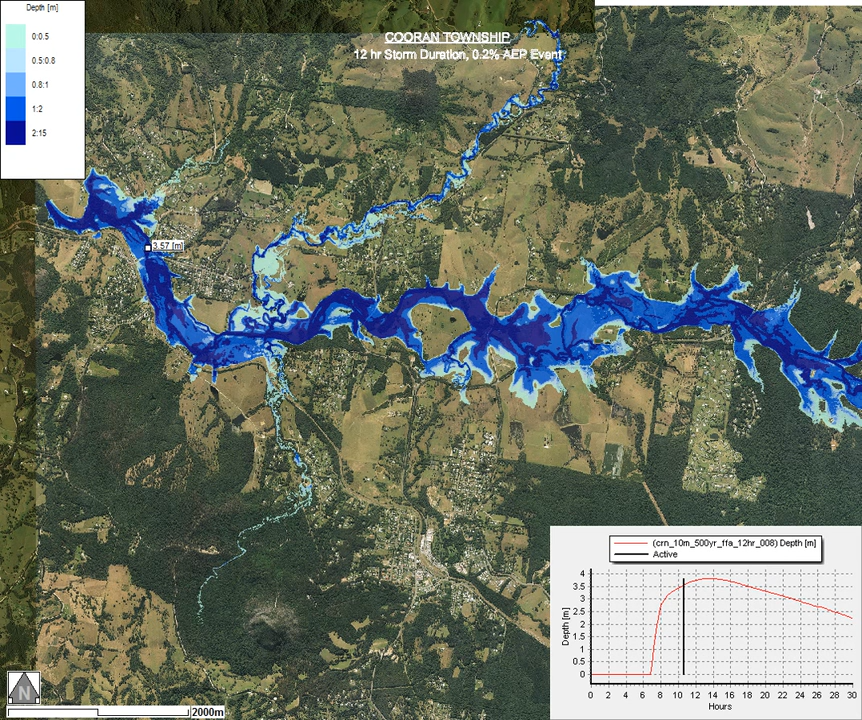 Depth [m]
0:0.5
0.5:0.8
0.8:1
1:2
2:15
COORAN TOWNSHIP
12 hr Storm Duration, 0.2% AEP Event
3.57 [m]
(crn_10m_500yr_ffa_12hr_008) Depth [m]
Active
4
3.5
3
2.5
2
1.5
1
0.5
0
Depth [m]
0 2 4 6 8 10 12 14 16 18 20 22 24 26 28 30
Hours
N
2000m